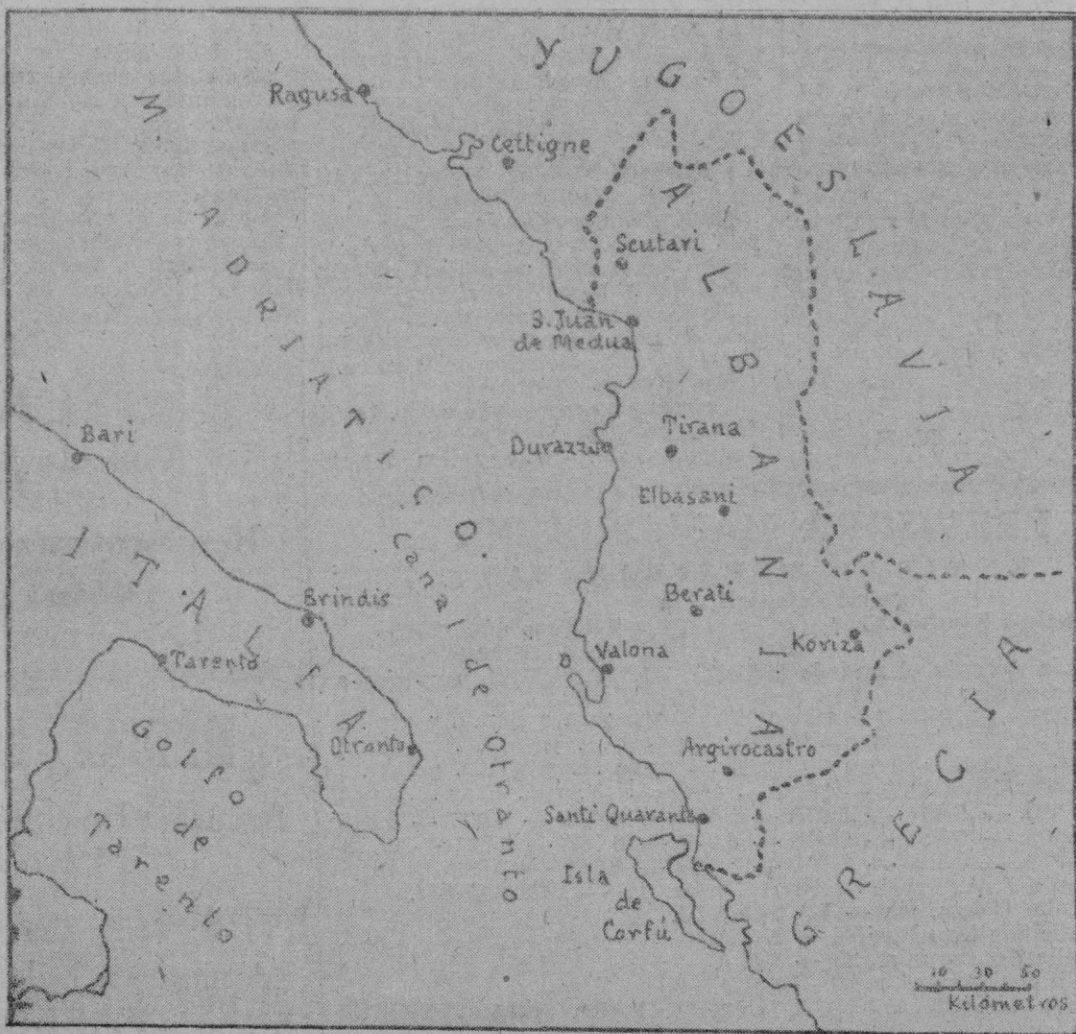 YUGOESLAVIA
Ragusa
Cettigne
M. ADRIATICO.
ALBANIA
Scutari
S. Juan
de Medua
Bari
Durazzo
Tirana
Elbasani
ITALIA
Canal de Otranto
Brindis
Berati
Koriza
Tarento
Valona
GRECIA
Golfo
de
Tarento
Otranto
Argirocastro
Santi Quaranta
Isla
de
Corfú
10 30 50
Kilómetros